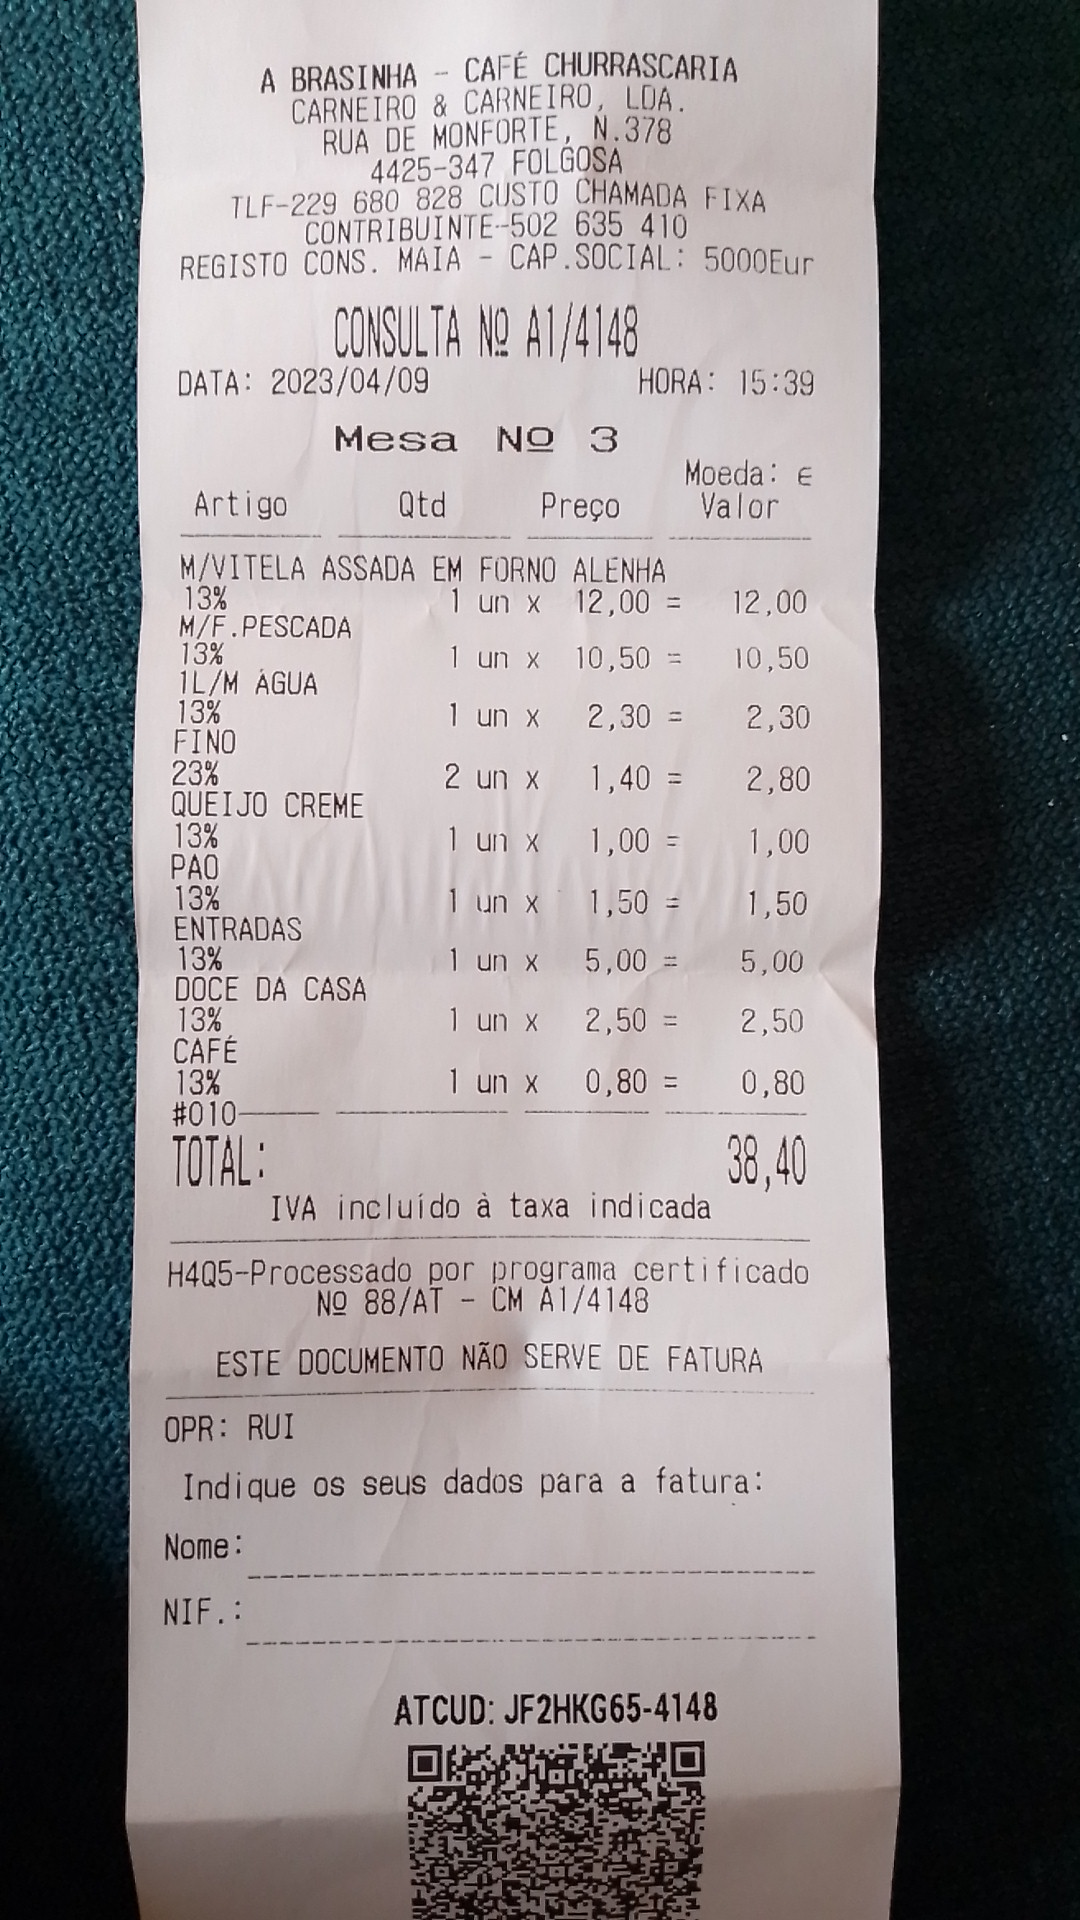 A BRASINHA - CAFÉ CHURRASCARIA
CARNEIRO & CARNEIRO, LDA.
RUA DE MONFORTE, N.378
4425-347 FOLGOSA
TLF-229 680 828 CUSTO CHAMADA FIXA
CONTRIBUINTE-502 635 410
REGISTO CONS. MAIA - CAP.SOCIAL: 5000Eur
CONSULTA Nº A1/4148
DATA: 2023/04/09 HORA: 15:39
Mesa Nº 3
Moeda: €
Artigo Qtd Preço Valor
M/VITELA ASSADA EM FORNO ALENHA
13% 1 un x 12,00 = 12,00
M/F.PESCADA
13% 1 un x 10,50 = 10,50
1L/M ÁGUA
13% 1 un x 2,30 = 2,30
FINO
23% 2 un x 1,40 = 2,80
QUEIJO CREME
13% 1 un x 1,00 = 1,00
PAO
13% 1 un x 1,50 = 1,50
ENTRADAS
13% 1 un x 5,00 = 5,00
DOCE DA CASA
13% 1 un x 2,50 = 2,50
CAFÉ
13% 1 un x 0,80 = 0,80
#010
TOTAL: 38,40
IVA incluído à taxa indicada
H4Q5-Processado por programa certificado
Nº 88/AT - CM A1/4148
ESTE DOCUMENTO NÃO SERVE DE FATURA
OPR: RUI
Indique os seus dados para a fatura:
Nome:
NIF.:
ATCUD: JF2HKG65-4148